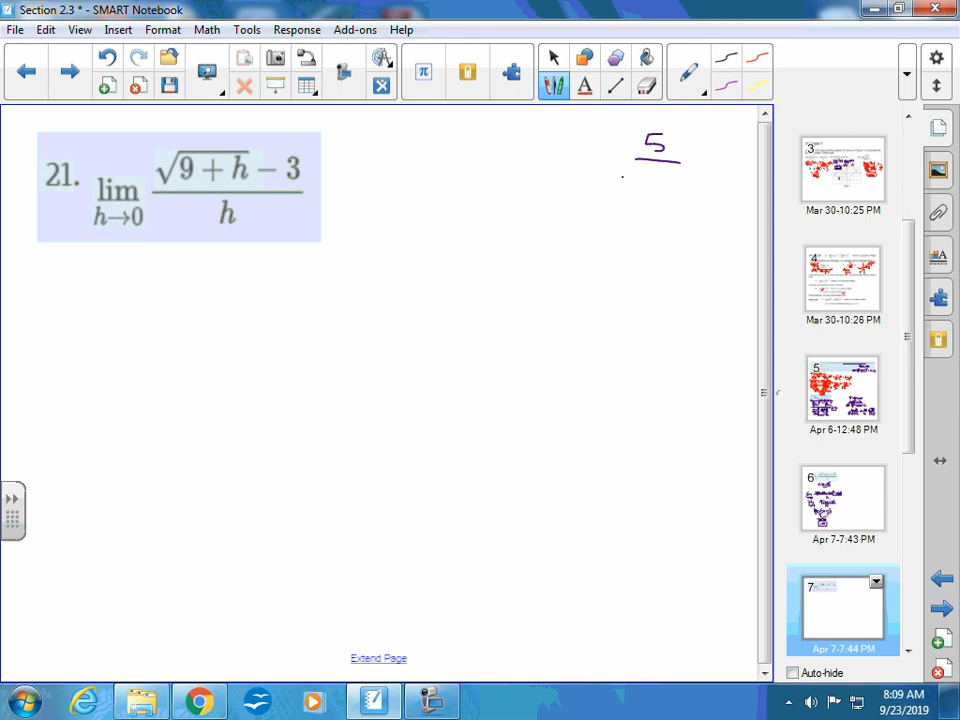 Section 2.3 * - SMART Notebook
File Edit View Insert Format Math Tools Response Add-ons Help
21. lim h→0 √9 + h − 3 / h
5
3
Mar 30-10:25 PM
4
Mar 30-10:26 PM
5
Apr 6-12:48 PM
6
Apr 7-7:43 PM
7
Apr 7-7:44 PM
Extend Page
Auto-hide
8:09 AM
9/23/2019